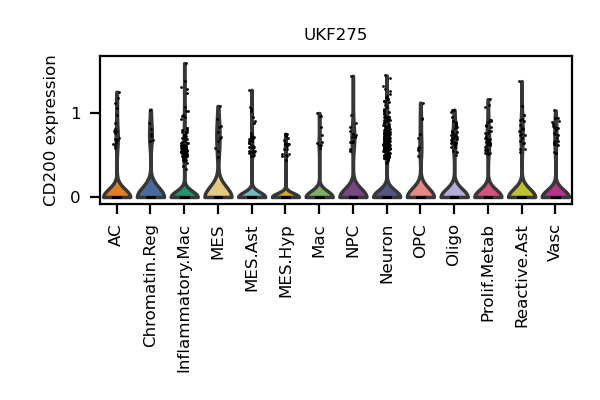 UKF275
CD200 expression
1
0
AC
Chromatin.Reg
Inflammatory.Mac
MES
MES.Ast
MES.Hyp
Mac
NPC
Neuron
OPC
Oligo
Prolif.Metab
Reactive.Ast
Vasc